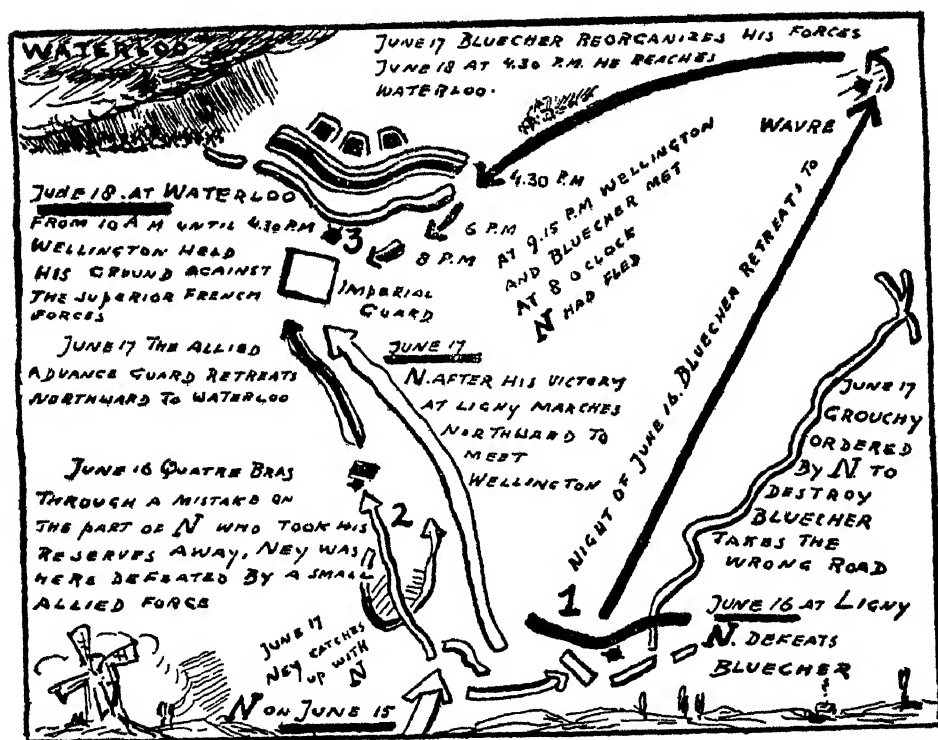 WATERLOO
JUNE 17 BLUECHER REORGANIZES HIS FORCES
JUNE 18 AT 4.30 P.M. HE REACHES
WATERLOO.
WAVRE
4.30 P.M
6 P.M
8 P.M
AT 9.15 P.M WELLINGTON
AND BLUECHER MET
AT 8 O CLOCK
N HAD FLED
JUNE 18. AT WATERLOO
FROM 10 A M UNTIL 4.30 P.M
WELLINGTON HELD
HIS GROUND AGAINST
THE SUPERIOR FRENCH
FORCES
3
IMPERIAL
GUARD
JUNE 17 THE ALLIED
ADVANCE GUARD RETREATS
NORTHWARD TO WATERLOO
JUNE 17
N. AFTER HIS VICTORY
AT LIGNY MARCHES
NORTHWARD TO
MEET
WELLINGTON
NIGHT OF JUNE 16. BLUECHER RETREATS TO
JUNE 17
GROUCHY
ORDERED
BY N. TO
DESTROY
BLUECHER
TAKES THE
WRONG ROAD
JUNE 16 QUATRE BRAS
THROUGH A MISTAKE ON
THE PART OF N WHO TOOK HIS
RESERVES AWAY, NEY WAS
HERE DEFEATED BY A SMALL
ALLIED FORCE
2
1
JUNE 16 AT LIGNY
N. DEFEATS
BLUECHER
JUNE 17
NEY CATCHES
UP WITH
N
N ON JUNE 15